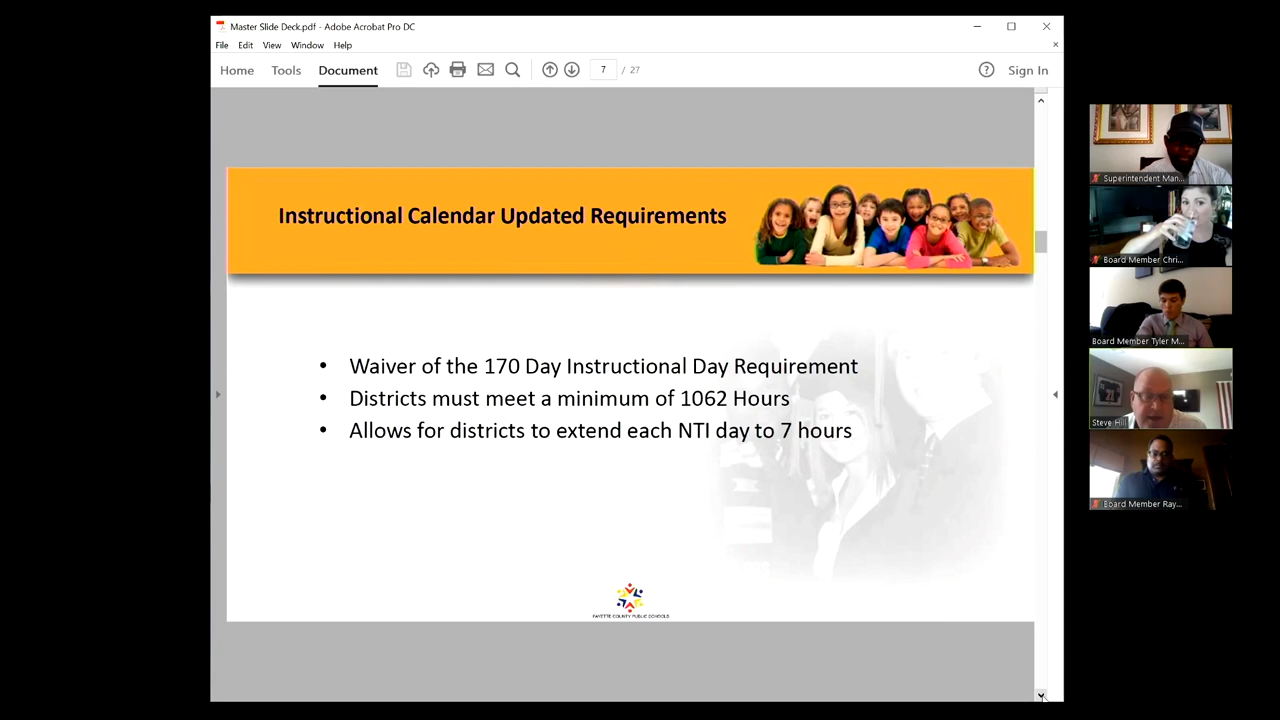 Master Slide Deck.pdf - Adobe Acrobat Pro DC
File Edit View Window Help
Home Tools Document 7 / 27 Sign In
Instructional Calendar Updated Requirements
• Waiver of the 170 Day Instructional Day Requirement
• Districts must meet a minimum of 1062 Hours
• Allows for districts to extend each NTI day to 7 hours
FAYETTE COUNTY PUBLIC SCHOOLS
Superintendent Man...
Board Member Chri...
Board Member Tyler M...
Steve Hill
Board Member Ray...